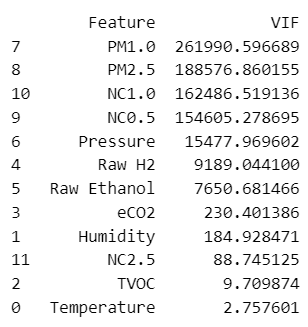 Feature VIF
7 PM1.0 261990.596689
8 PM2.5 188576.860155
10 NC1.0 162486.519136
9 NC0.5 154605.278695
6 Pressure 15477.969602
4 Raw H2 9189.044100
5 Raw Ethanol 7650.681466
3 eCO2 230.401386
1 Humidity 184.928471
11 NC2.5 88.745125
2 TVOC 9.709874
0 Temperature 2.757601